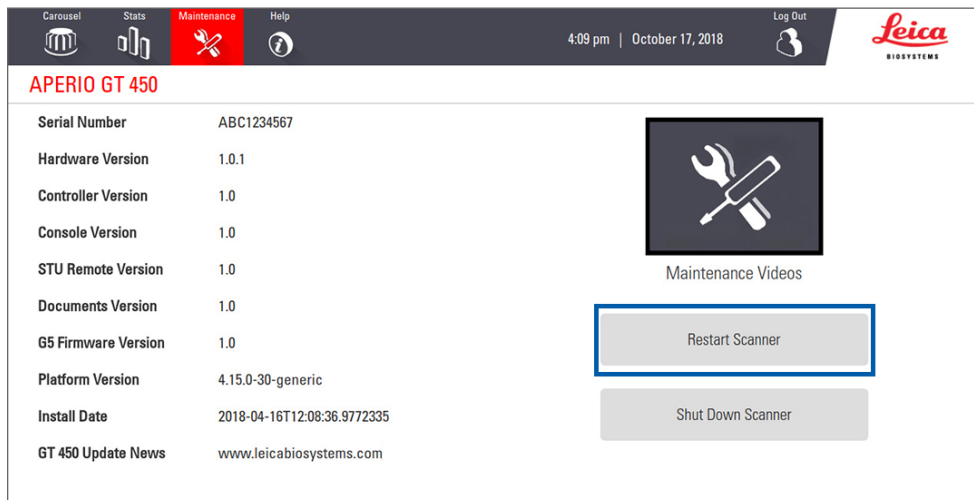 Carousel Stats Maintenance Help Log Out
4:09 pm | October 17, 2018
Leica
BIOSYSTEMS
APERIO GT 450
Serial Number ABC1234567
Hardware Version 1.0.1
Controller Version 1.0
Console Version 1.0
STU Remote Version 1.0
Documents Version 1.0
G5 Firmware Version 1.0
Platform Version 4.15.0-30-generic
Install Date 2018-04-16T12:08:36.9772335
GT 450 Update News www.leicabiosystems.com
Maintenance Videos
Restart Scanner
Shut Down Scanner